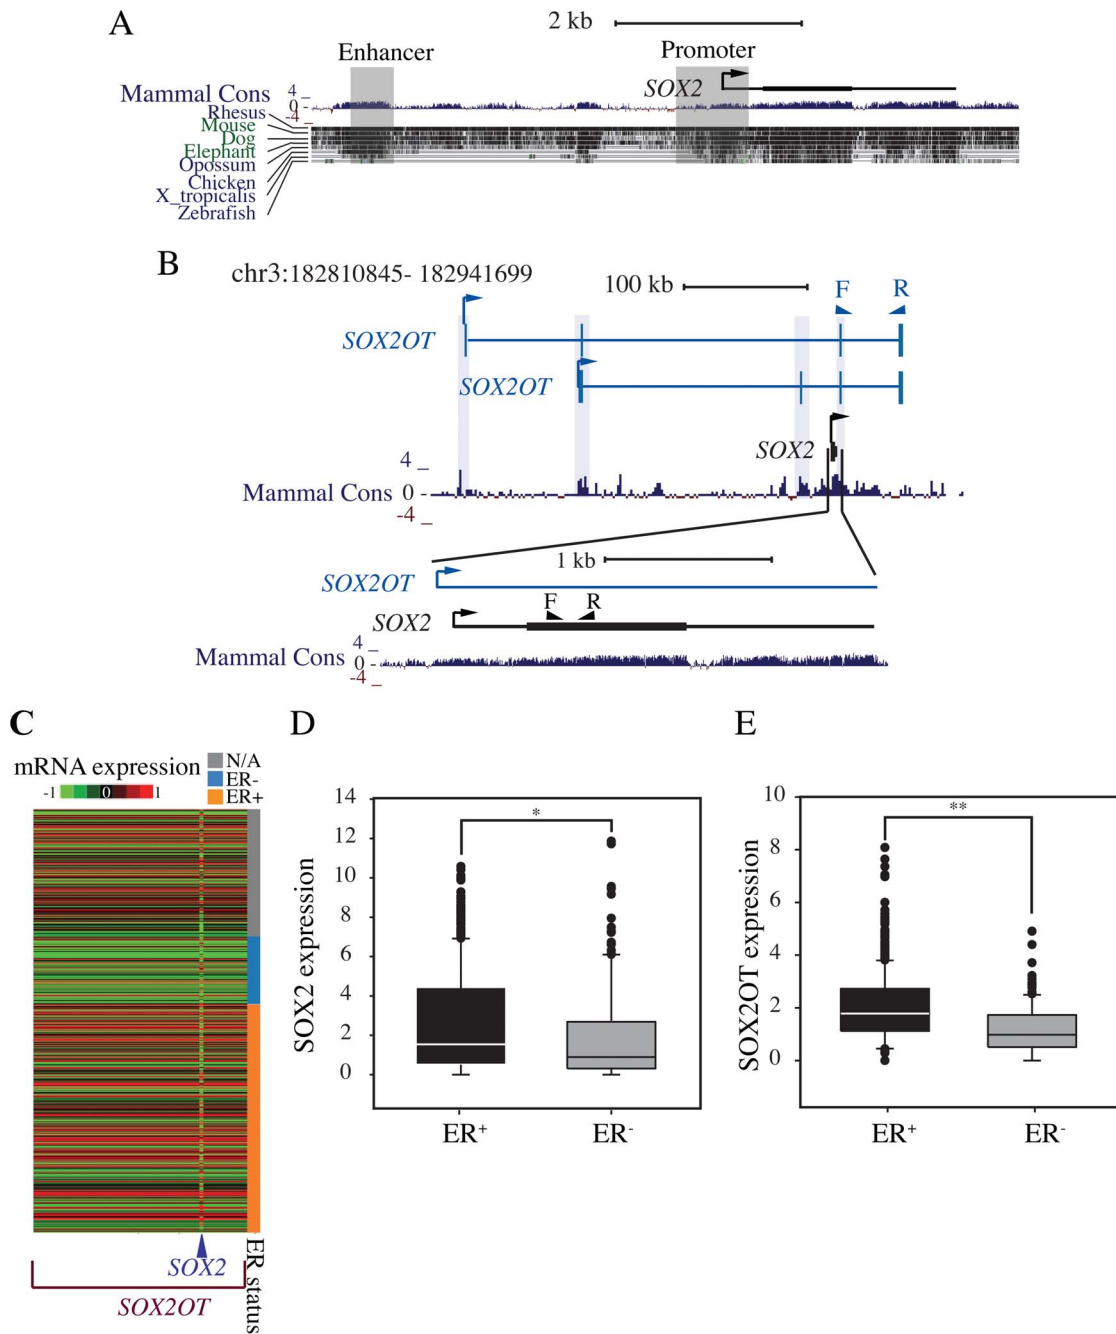 A
2 kb
Enhancer
Promoter
SOX2
Mammal Cons
4 _
0 -
-4 _
Rhesus
Mouse
Dog
Elephant
Opossum
Chicken
X_tropicalis
Zebrafish
B
chr3:182810845- 182941699
100 kb
F
R
SOX2OT
SOX2OT
SOX2
4 _
Mammal Cons 0 -
-4 _
1 kb
SOX2OT
F R
SOX2
4 _
Mammal Cons 0 -
-4 _
C
mRNA expression
-1 0 1
N/A
ER-
ER+
SOX2
SOX2OT
ER status
D
SOX2 expression
14
12
10
8
6
4
2
0
*
ER+
ER-
E
SOX2OT expression
10
8
6
4
2
0
**
ER+
ER-